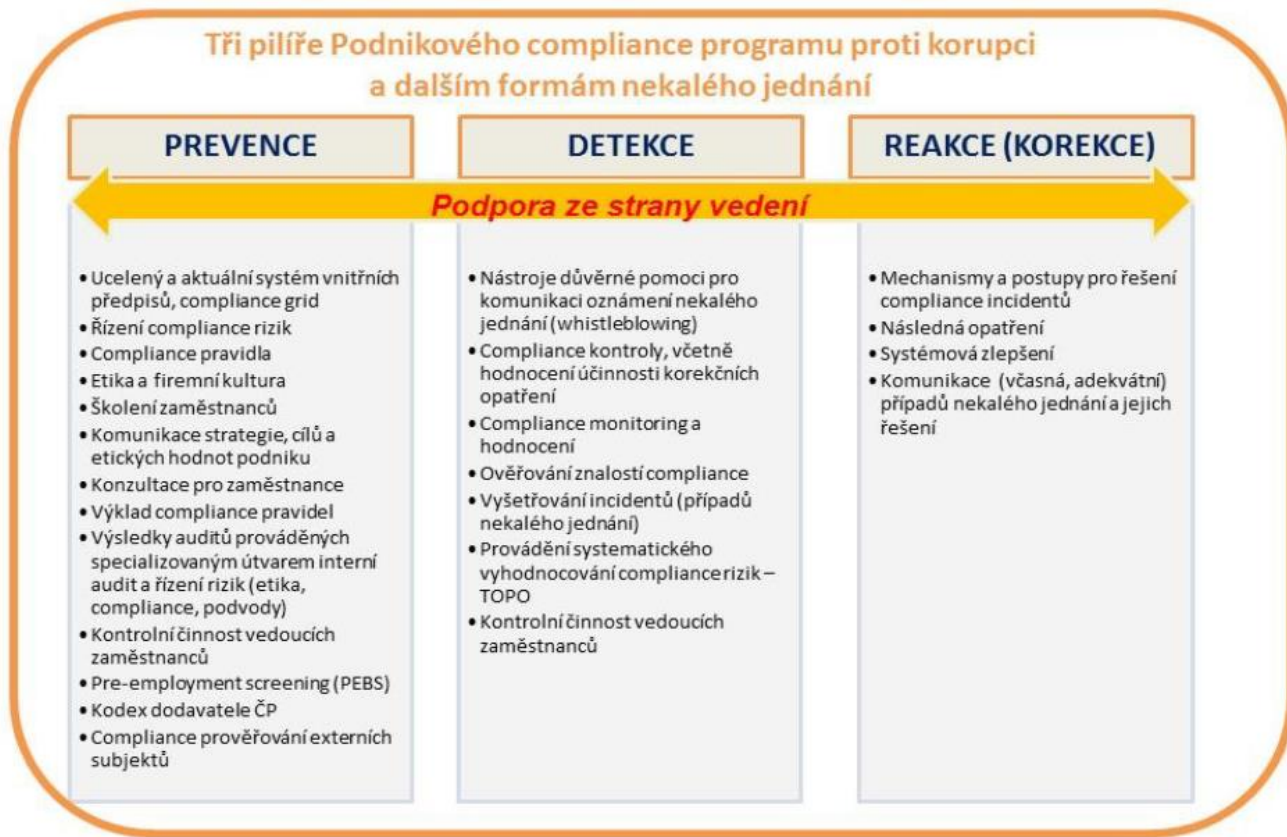 Tři pilíře Podnikového compliance programu proti korupci
a dalším formám nekalého jednání
PREVENCE
DETEKCE
REAKCE (KOREKCE)
Podpora ze strany vedení
• Ucelený a aktuální systém vnitřních
předpisů, compliance grid
• Řízení compliance rizik
• Compliance pravidla
• Etika a firemní kultura
• Školení zaměstnanců
• Komunikace strategie, cílů a
etických hodnot podniku
• Konzultace pro zaměstnance
• Výklad compliance pravidel
• Výsledky auditů prováděných
specializovaným útvarem interní
audit a řízení rizik (etika,
compliance, podvody)
• Kontrolní činnost vedoucích
zaměstnanců
• Pre-employment screening (PEBS)
• Kodex dodavatele ČP
• Compliance prověřování externích
subjektů
• Nástroje důvěrné pomoci pro
komunikaci oznámení nekalého
jednání (whistleblowing)
• Compliance kontroly, včetně
hodnocení účinnosti korekčních
opatření
• Compliance monitoring a
hodnocení
• Ověřování znalostí compliance
• Vyšetřování incidentů (případů
nekalého jednání)
• Provádění systematického
vyhodnocování compliance rizik –
TOPO
• Kontrolní činnost vedoucích
zaměstnanců
• Mechanismy a postupy pro řešení
compliance incidentů
• Následná opatření
• Systémová zlepšení
• Komunikace (včasná, adekvátní)
případů nekalého jednání a jejich
řešení